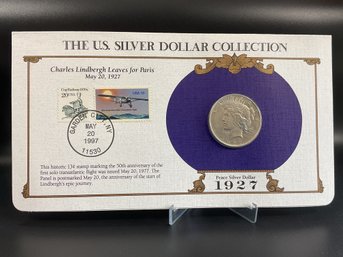 THE U.S. SILVER DOLLAR COLLECTION
Charles Lindbergh Leaves for Paris
May 20, 1927
USA 13c
GARDEN CITY, NY
MAY
20
1997
11530
This historic 13¢ stamp marking the 50th anniversary of the
first solo transatlantic flight was issued May 20, 1977. The
Panel is postmarked May 20, the anniversary of the start of
Lindbergh's epic journey.
Peace Silver Dollar
1927